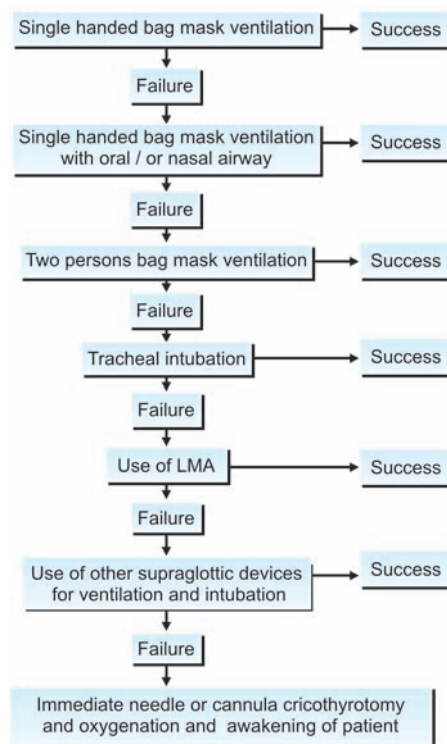 Single handed bag mask ventilation
Success
Failure
Single handed bag mask ventilation
with oral / or nasal airway
Success
Failure
Two persons bag mask ventilation
Success
Failure
Tracheal intubation
Success
Failure
Use of LMA
Success
Failure
Use of other supraglottic devices
for ventilation and intubation
Success
Failure
Immediate needle or cannula cricothyrotomy
and oxygenation and awakening of patient